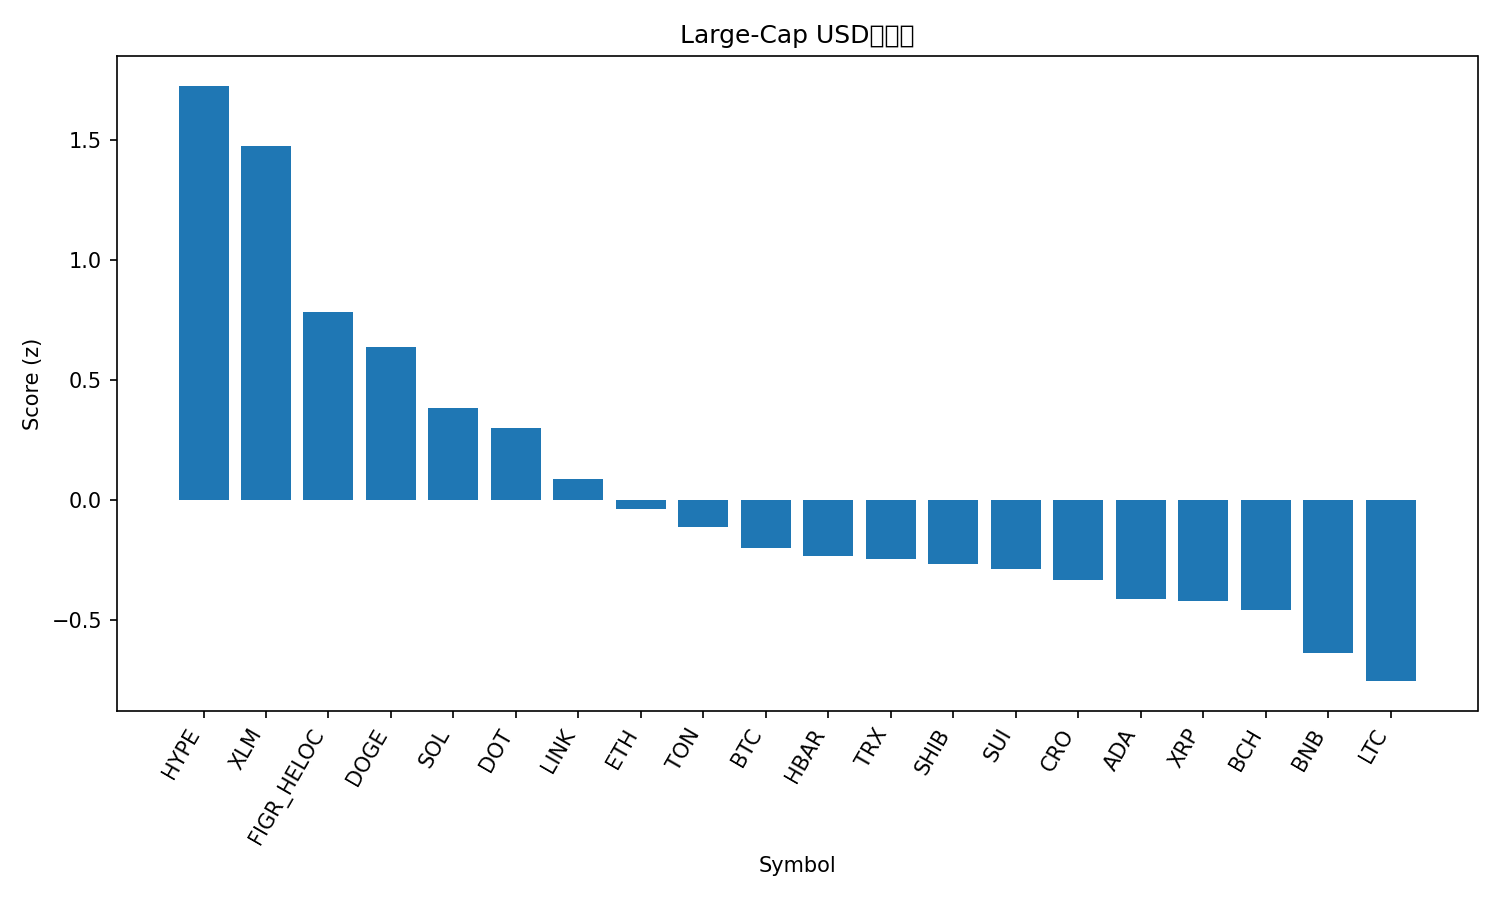 Large-Cap USD
Score (z)
1.5
1.0
0.5
0.0
−0.5
HYPE
XLM
FIGR_HELOC
DOGE
SOL
DOT
LINK
ETH
TON
BTC
HBAR
TRX
SHIB
SUI
CRO
ADA
XRP
BCH
BNB
LTC
Symbol